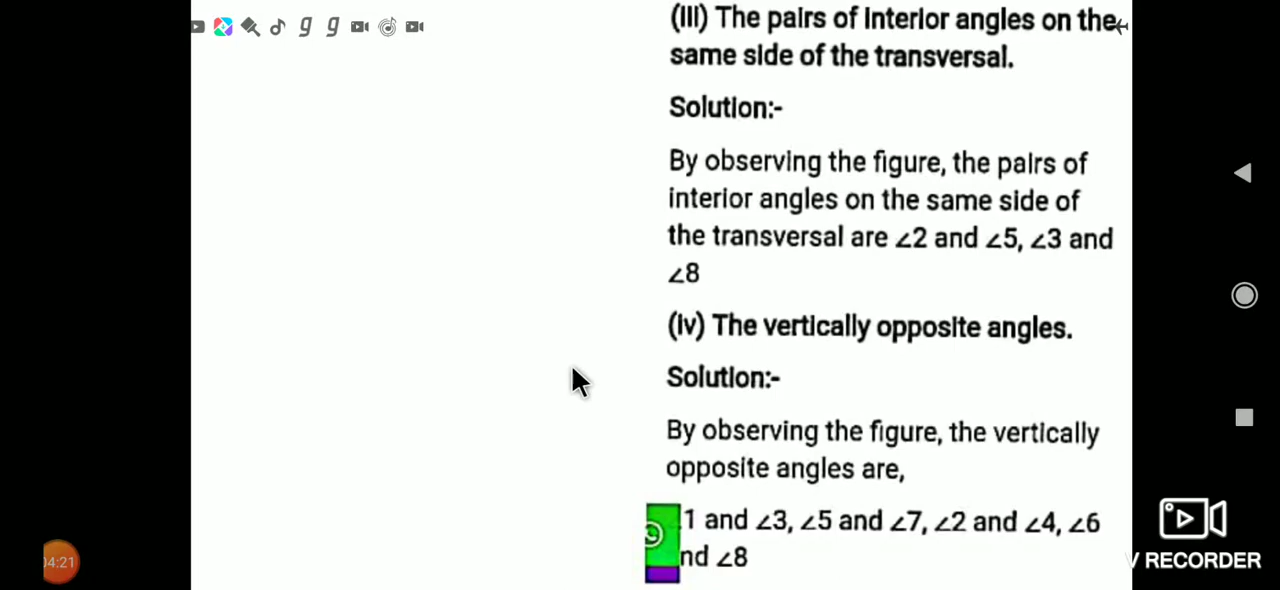 (iii) The pairs of interior angles on the
same side of the transversal.
Solution:-
By observing the figure, the pairs of
interior angles on the same side of
the transversal are ∠2 and ∠5, ∠3 and
∠8
(iv) The vertically opposite angles.
Solution:-
By observing the figure, the vertically
opposite angles are,
1 and ∠3, ∠5 and ∠7, ∠2 and ∠4, ∠6
nd ∠8
04:21
V RECORDER